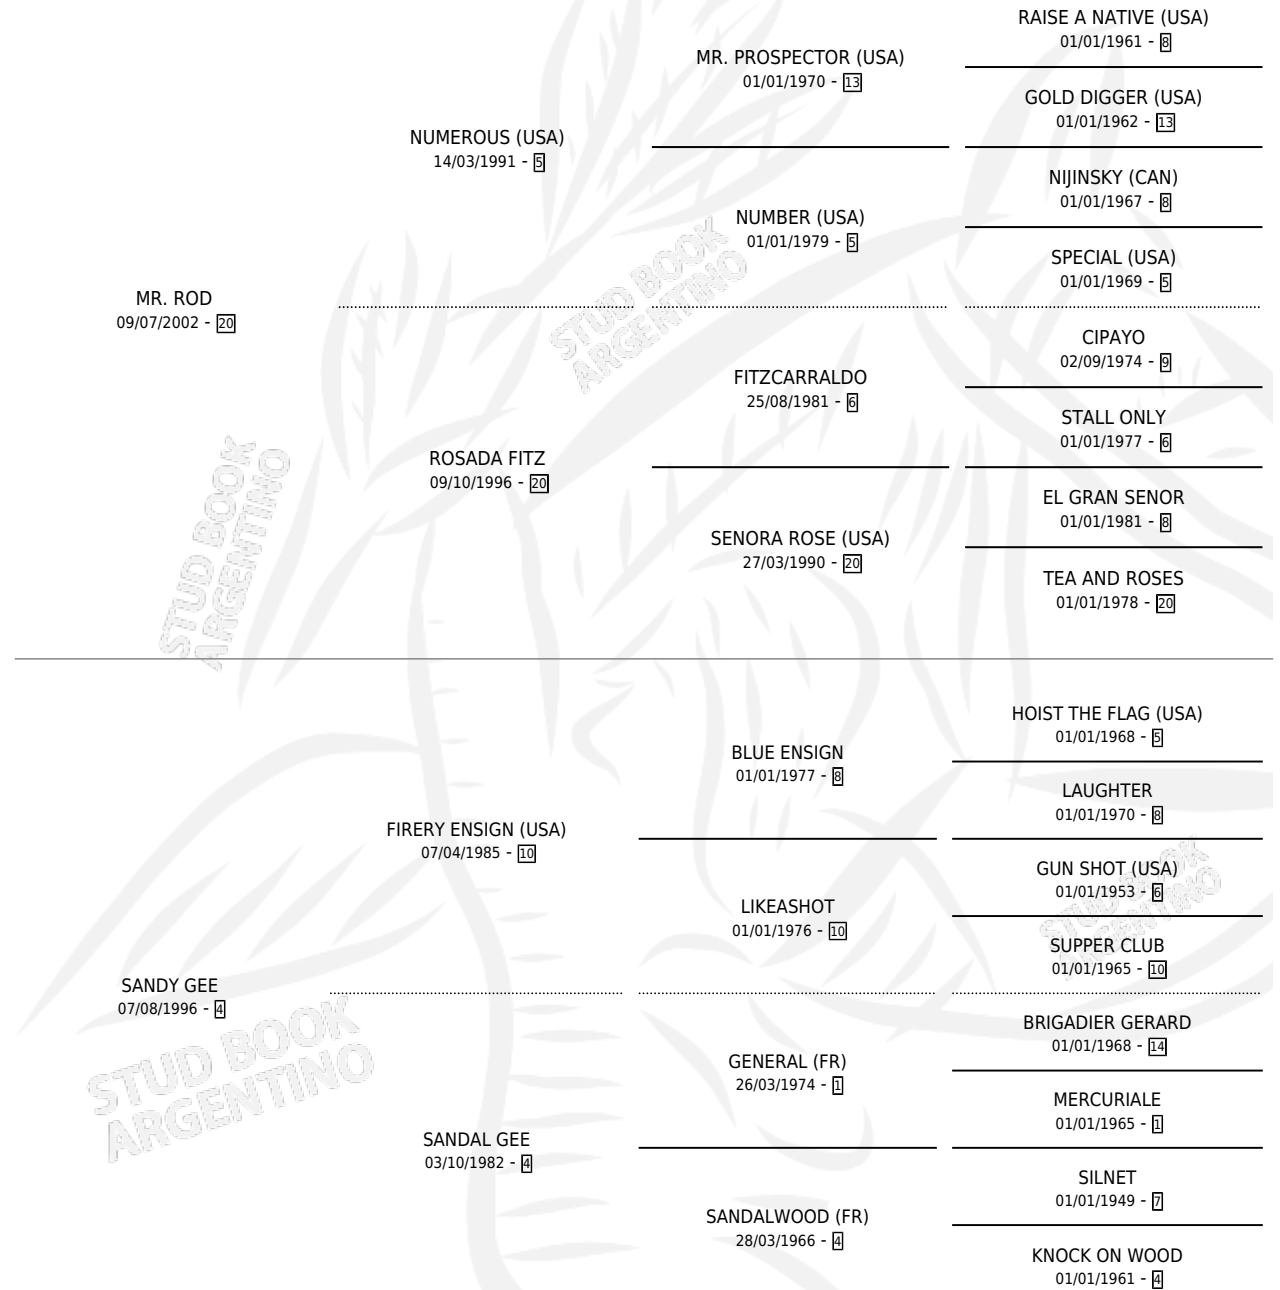 RAISE A NATIVE (USA)
01/01/1961 - 8
MR. PROSPECTOR (USA)
01/01/1970 - 13
GOLD DIGGER (USA)
01/01/1962 - 13
NUMEROUS (USA)
14/03/1991 - 5
NIJINSKY (CAN)
01/01/1967 - 8
NUMBER (USA)
01/01/1979 - 5
SPECIAL (USA)
01/01/1969 - 5
MR. ROD
09/07/2002 - 20
CIPAYO
02/09/1974 - 9
FITZCARRALDO
25/08/1981 - 6
STALL ONLY
01/01/1977 - 6
ROSADA FITZ
09/10/1996 - 20
EL GRAN SENOR
01/01/1981 - 8
SENORA ROSE (USA)
27/03/1990 - 20
TEA AND ROSES
01/01/1978 - 20
STUD BOOK
ARGENTINO
STUD BOOK
ARGENTINO
HOIST THE FLAG (USA)
01/01/1968 - 5
BLUE ENSIGN
01/01/1977 - 8
LAUGHTER
01/01/1970 - 8
FIRERY ENSIGN (USA)
07/04/1985 - 10
GUN SHOT (USA)
01/01/1953 - 6
LIKEASHOT
01/01/1976 - 10
SUPPER CLUB
01/01/1965 - 10
SANDY GEE
07/08/1996 - 4
BRIGADIER GERARD
01/01/1968 - 14
GENERAL (FR)
26/03/1974 - 1
MERCURIALE
01/01/1965 - 1
SANDAL GEE
03/10/1982 - 4
SILNET
01/01/1949 - 7
SANDALWOOD (FR)
28/03/1966 - 4
KNOCK ON WOOD
01/01/1961 - 4
STUD BOOK
ARGENTINO
STUD BOOK
ARGENTINO